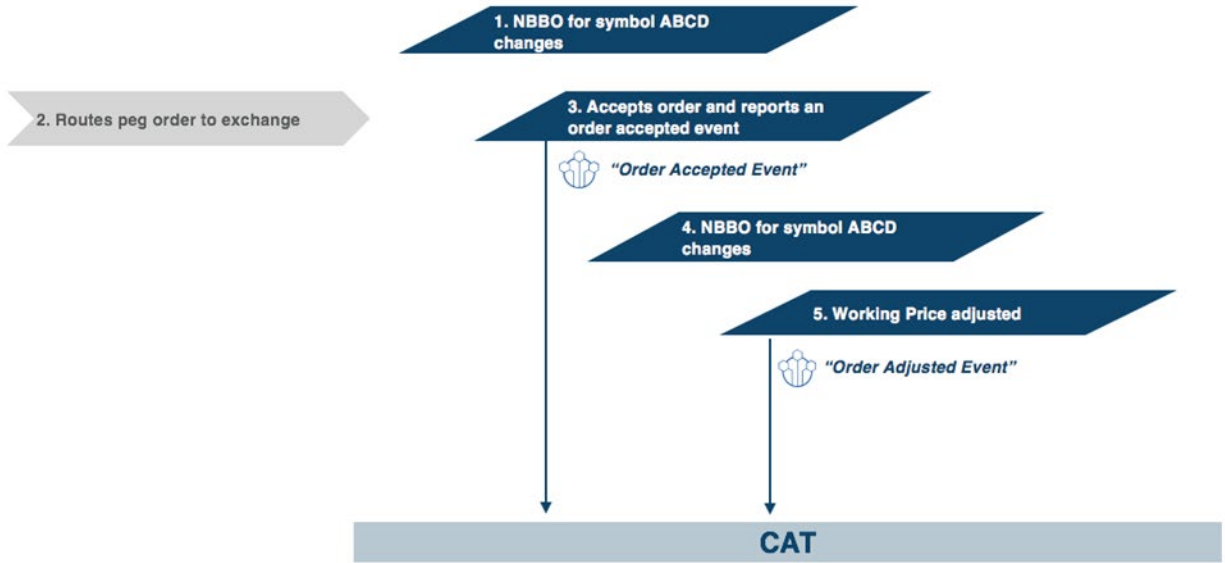 1. NBBO for symbol ABCD
changes
2. Routes peg order to exchange
3. Accepts order and reports an
order accepted event
“Order Accepted Event”
4. NBBO for symbol ABCD
changes
5. Working Price adjusted
“Order Adjusted Event”
CAT